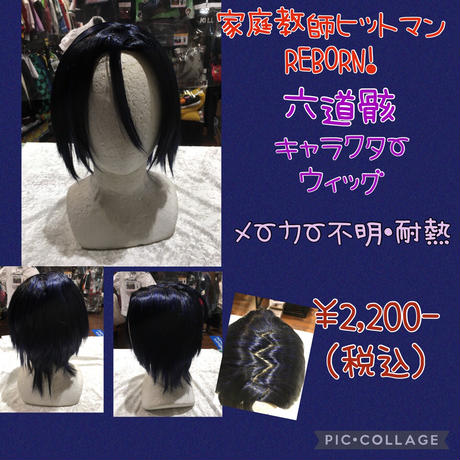 家庭教師ヒットマン
REBORN!
六道骸
キャラクター
ウィッグ
メーカー不明・耐熱
¥2,200-
(税込)
PIC・COLLAGE